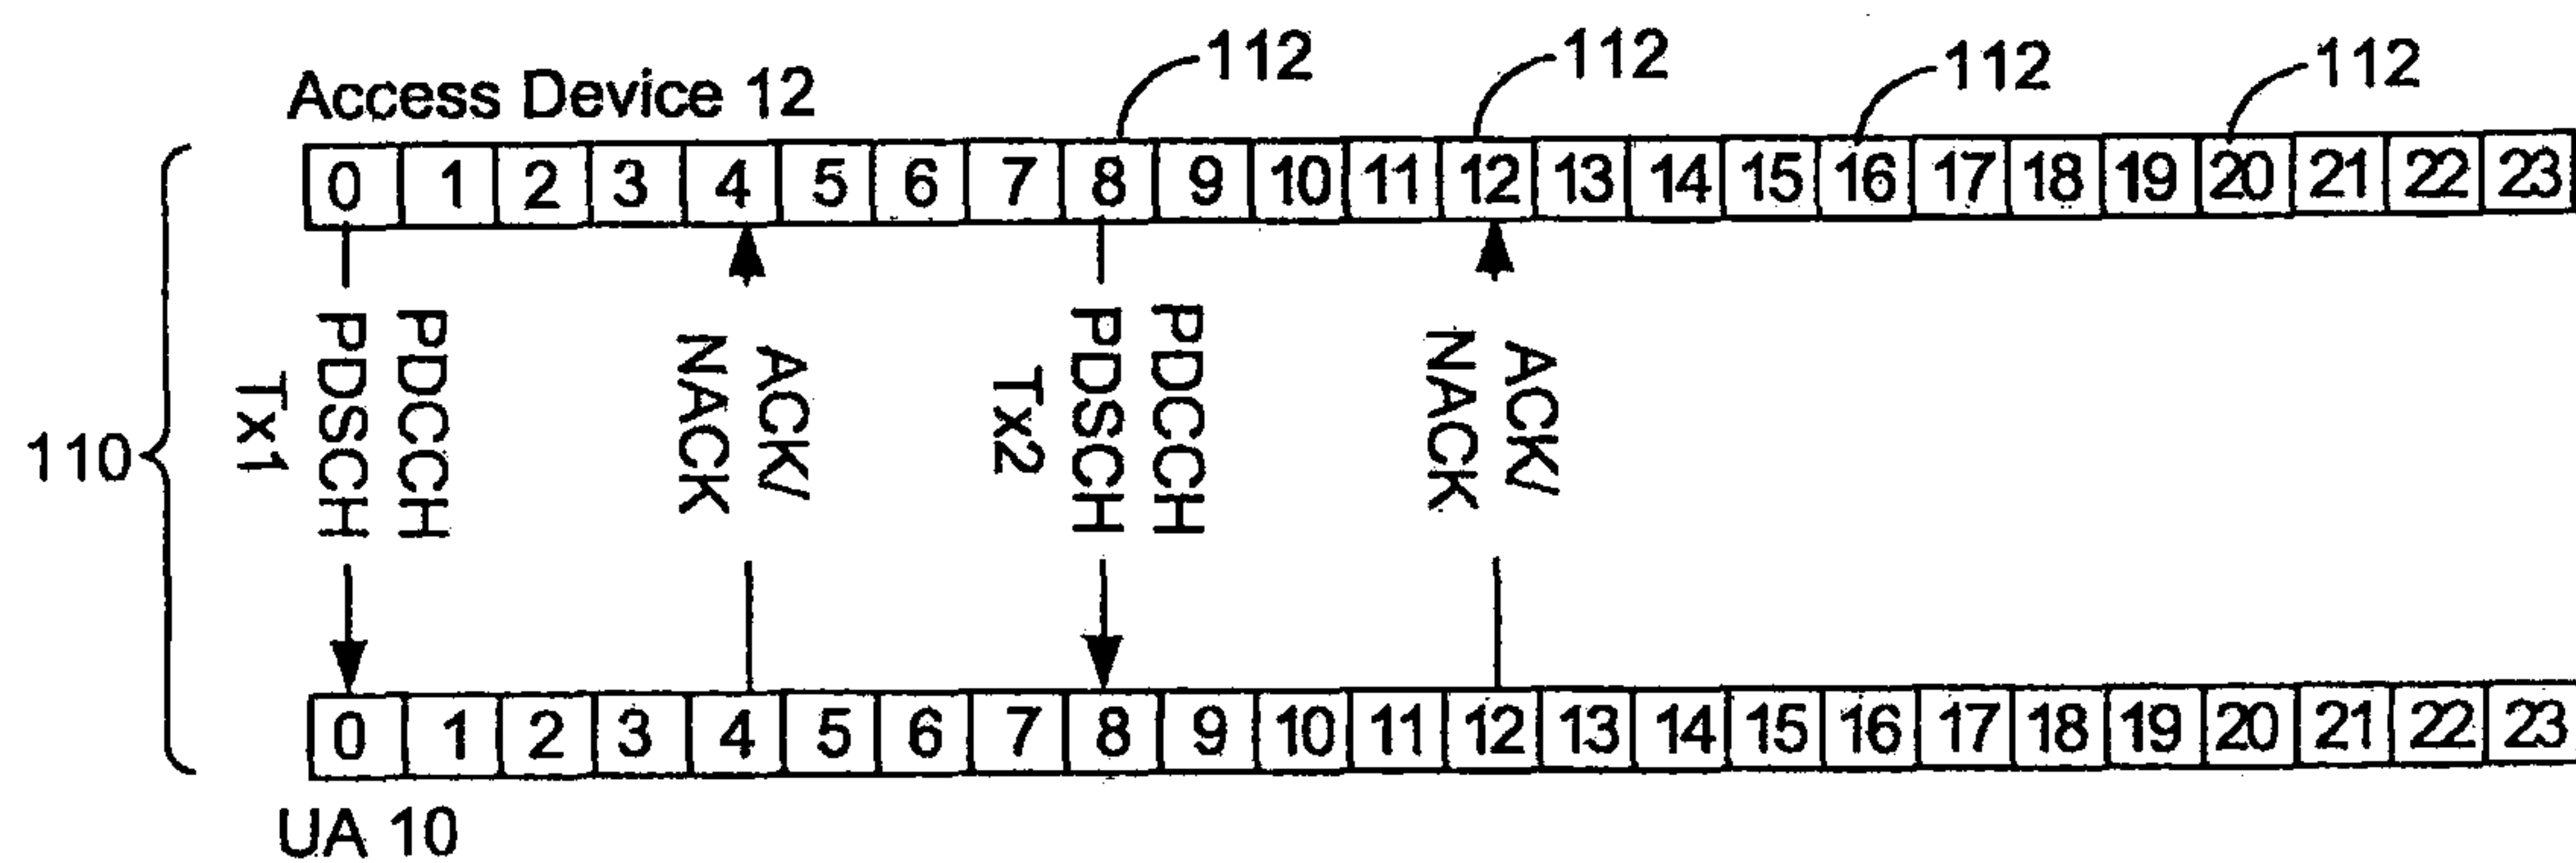 112 112 112 112
Access Device 12
0 1 2 3 4 5 6 7 8 9 10 11 12 13 14 15 16 17 18 19 20 21 22 23
110
PDCCH
PDSCH
Tx1
ACK/
NACK
PDCCH
PDSCH
Tx2
ACK/
NACK
0 1 2 3 4 5 6 7 8 9 10 11 12 13 14 15 16 17 18 19 20 21 22 23
UA 10